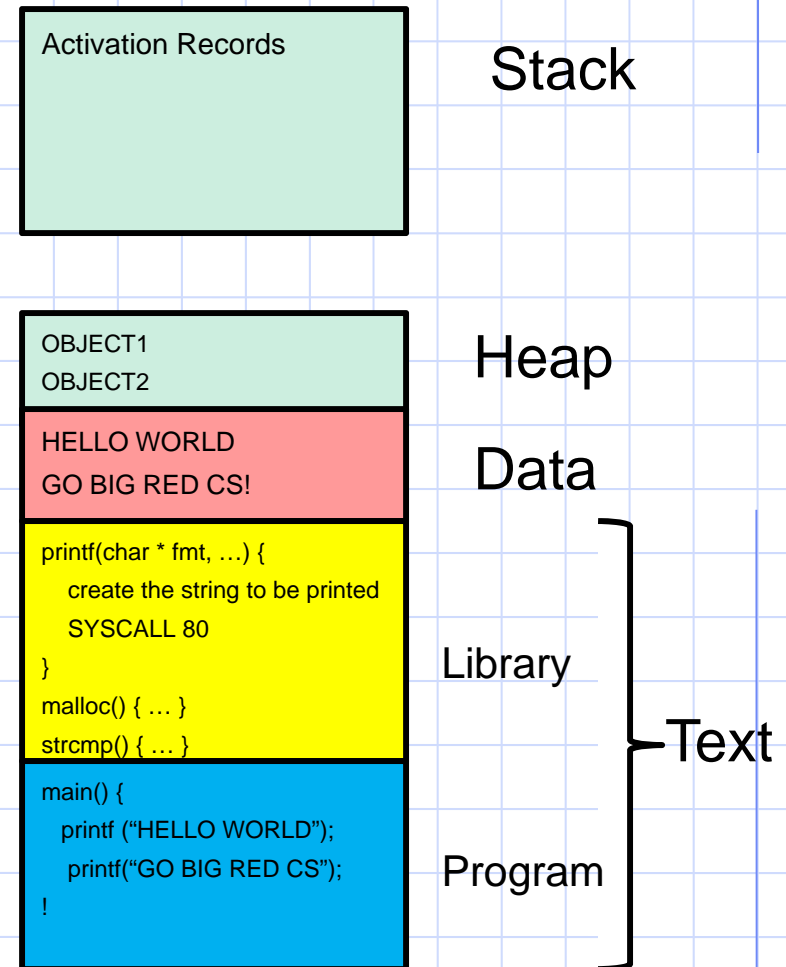 Activation Records
Stack
OBJECT1
OBJECT2
Heap
HELLO WORLD
GO BIG RED CS!
Data
printf(char * fmt, …) {
create the string to be printed
SYSCALL 80
}
malloc() { … }
strcmp() { … }
Library
Text
main() {
printf (“HELLO WORLD”);
printf(“GO BIG RED CS”);
!
Program